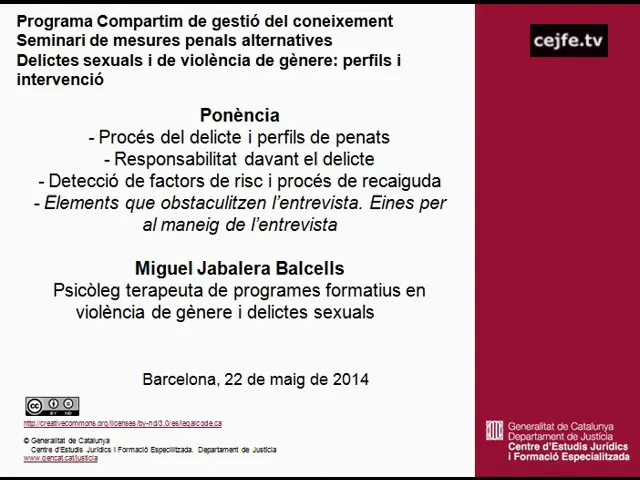 Programa Compartim de gestió del coneixement
Seminari de mesures penals alternatives
Delictes sexuals i de violència de gènere: perfils i
intervenció
cejfe.tv
Ponència
- Procés del delicte i perfils de penats
- Responsabilitat davant el delicte
- Detecció de factors de risc i procés de recaiguda
- Elements que obstaculitzen l'entrevista. Eines per
al maneig de l'entrevista
Miguel Jabalera Balcells
Psicòleg terapeuta de programes formatius en
violència de gènere i delictes sexuals
Barcelona, 22 de maig de 2014
cc BY ND
http://creativecommons.org/licenses/by-nd/3.0/es/legalcode.ca
© Generalitat de Catalunya
Centre d'Estudis Jurídics i Formació Especialitzada. Departament de Justícia
www.gencat.cat/justicia
Generalitat de Catalunya
Departament de Justícia
Centre d'Estudis Jurídics
i Formació Especialitzada